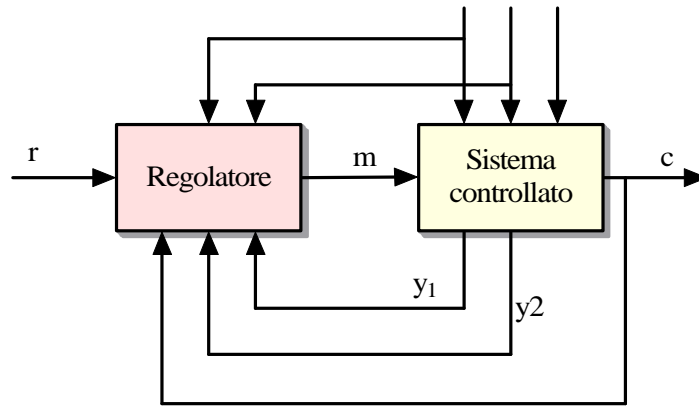 r
Regolatore
m
Sistema
controllato
c
y₁
y2